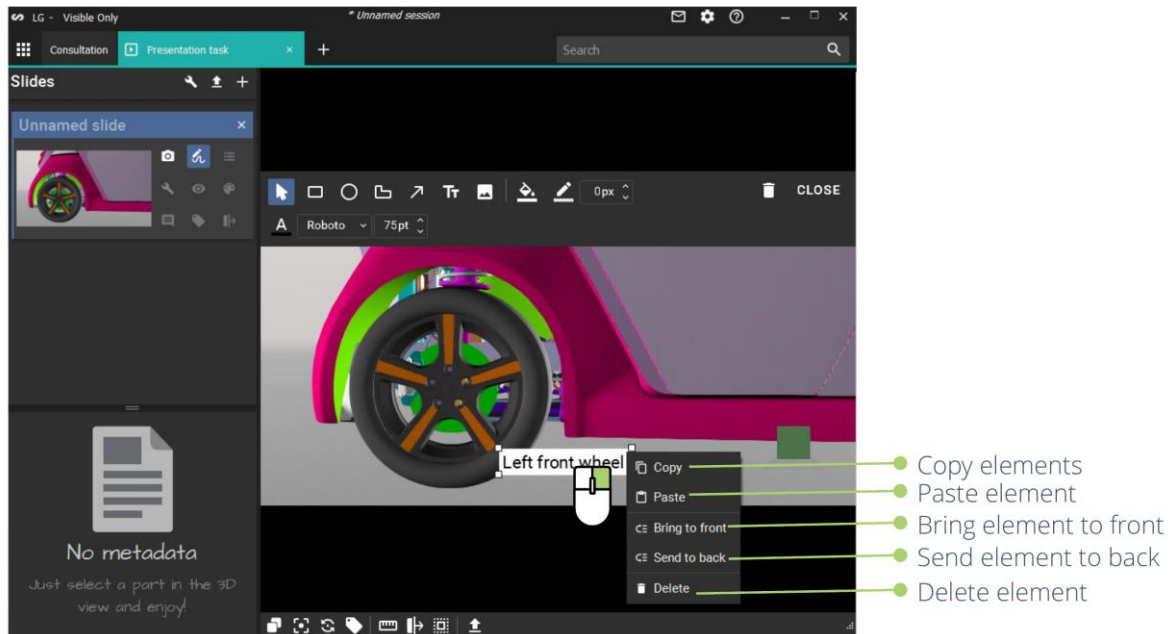 LG - Visible Only
* Unnamed session
Consultation
Presentation task
Search
Slides
Unnamed slide
Tт
0px
CLOSE
A
Roboto
75pt
Left front wheel
Copy
Paste
Bring to front
Send to back
Delete
No metadata
Just select a part in the 3D
view and enjoy!
Copy elements
Paste element
Bring element to front
Send element to back
Delete element